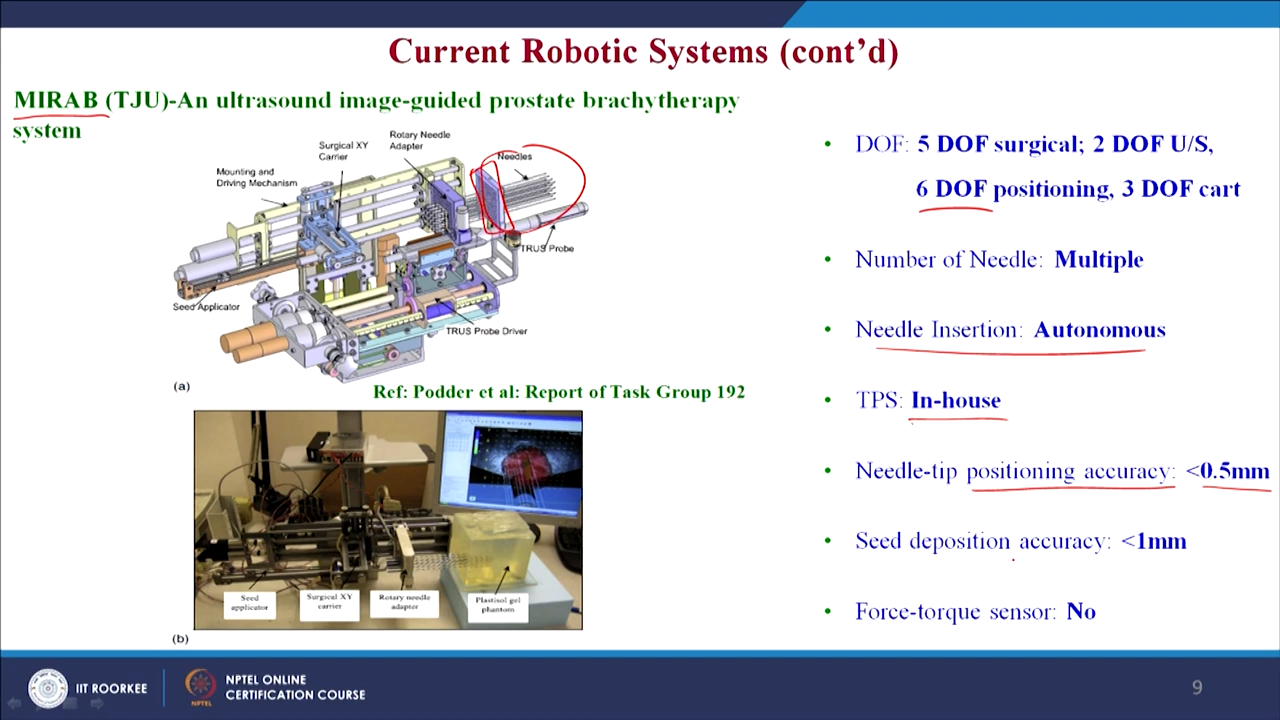 Current Robotic Systems (cont’d)
MIRAB (TJU)-An ultrasound image-guided prostate brachytherapy
system
Rotary Needle
Adapter
Surgical XY
Carrier
Needles
Mounting and
Driving Mechanism
TRUS Probe
Seed Applicator
TRUS Probe Driver
(a)
Ref: Podder et al: Report of Task Group 192
Seed
applicator
Surgical XY
carrier
Rotary needle
adapter
Plastisol gel
phantom
(b)
• DOF: 5 DOF surgical; 2 DOF U/S,
6 DOF positioning, 3 DOF cart
• Number of Needle: Multiple
• Needle Insertion: Autonomous
• TPS: In-house
• Needle-tip positioning accuracy: <0.5mm
• Seed deposition accuracy: <1mm
• Force-torque sensor: No
IIT ROORKEE
NPTEL
NPTEL ONLINE
CERTIFICATION COURSE
9